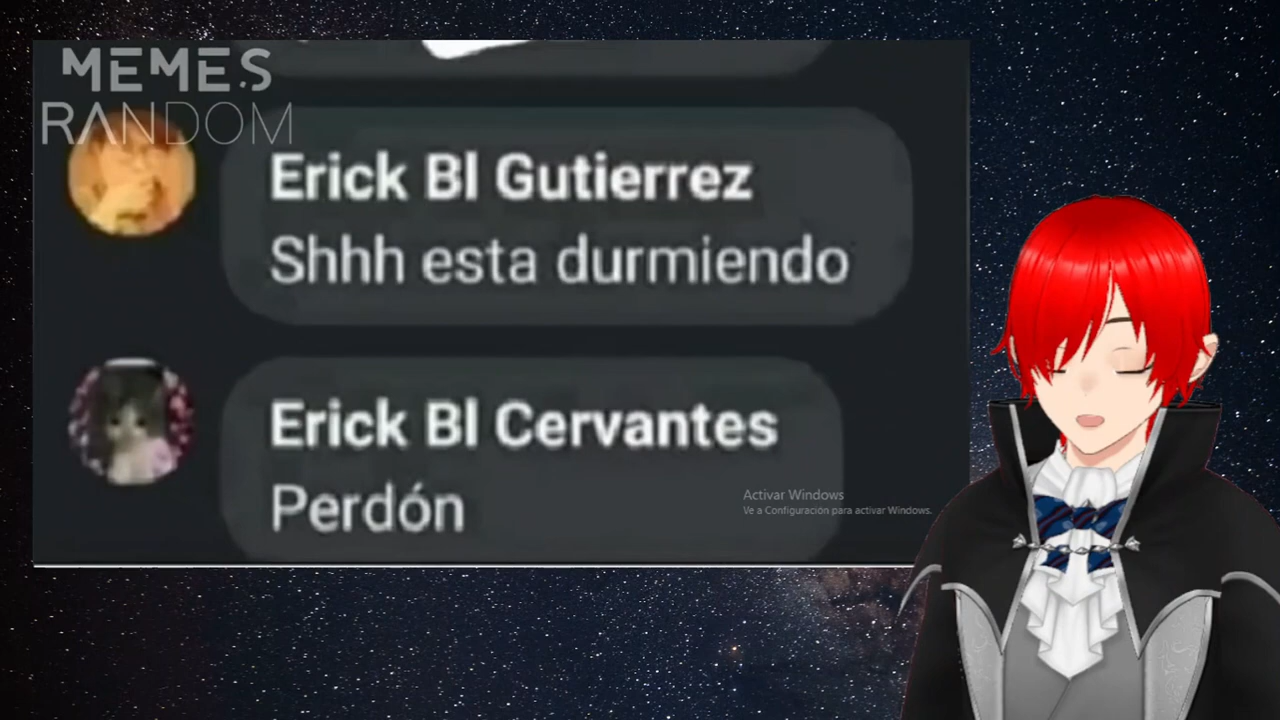 MEMES
RANDOM
Erick Bl Gutierrez
Shhh esta durmiendo
Erick Bl Cervantes
Perdón
Activar Windows
Ve a Configuración para activar Windows.